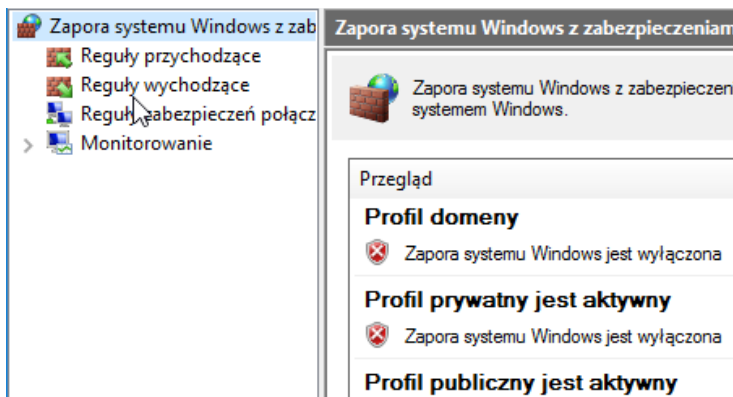 Zapora systemu Windows z zab
Reguły przychodzące
Reguły wychodzące
Reguły zabezpieczeń połącz
Monitorowanie
Zapora systemu Windows z zabezpieczeniam
Zapora systemu Windows z zabezpieczeni
systemem Windows.
Przegląd
Profil domeny
Zapora systemu Windows jest wyłączona
Profil prywatny jest aktywny
Zapora systemu Windows jest wyłączona
Profil publiczny jest aktywny